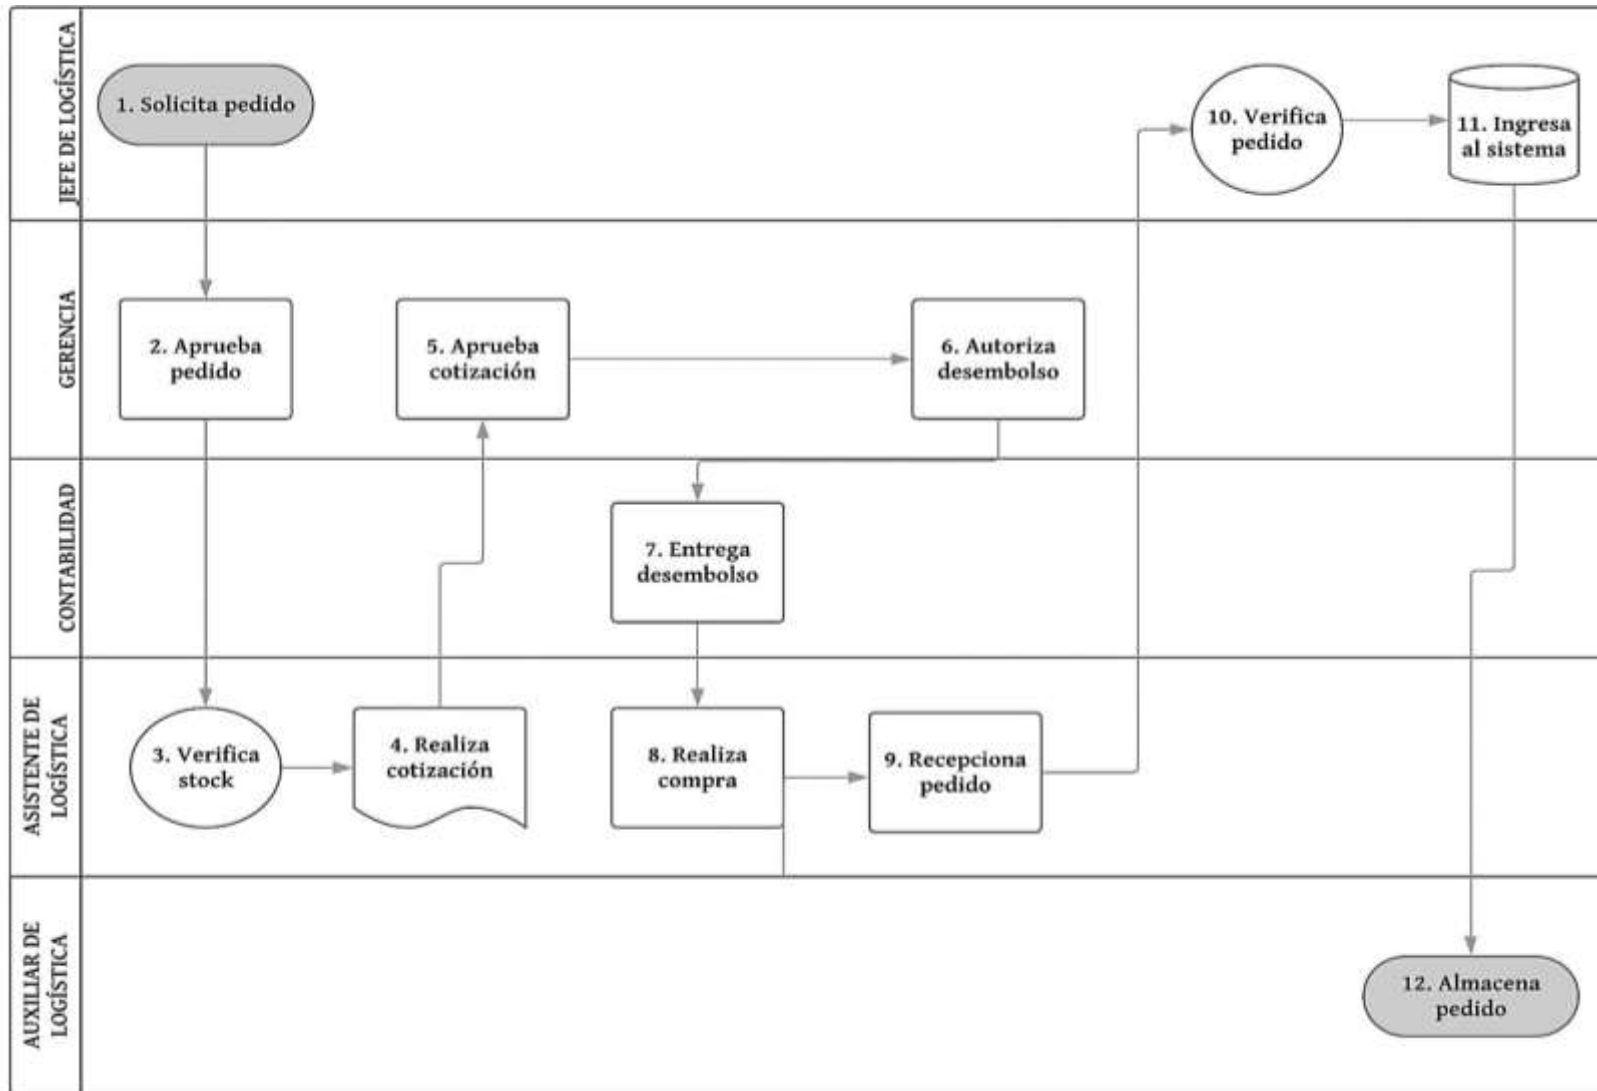 JEFE DE LOGÍSTICA
1. Solicita pedido
10. Verifica
pedido
11. Ingresa
al sistema
GERENCIA
2. Aprueba
pedido
5. Aprueba
cotización
6. Autoriza
desembolso
CONTABILIDAD
7. Entrega
desembolso
ASISTENTE DE
LOGÍSTICA
3. Verifica
stock
4. Realiza
cotización
8. Realiza
compra
9. Recepciona
pedido
AUXILIAR DE
LOGÍSTICA
12. Almacena
pedido